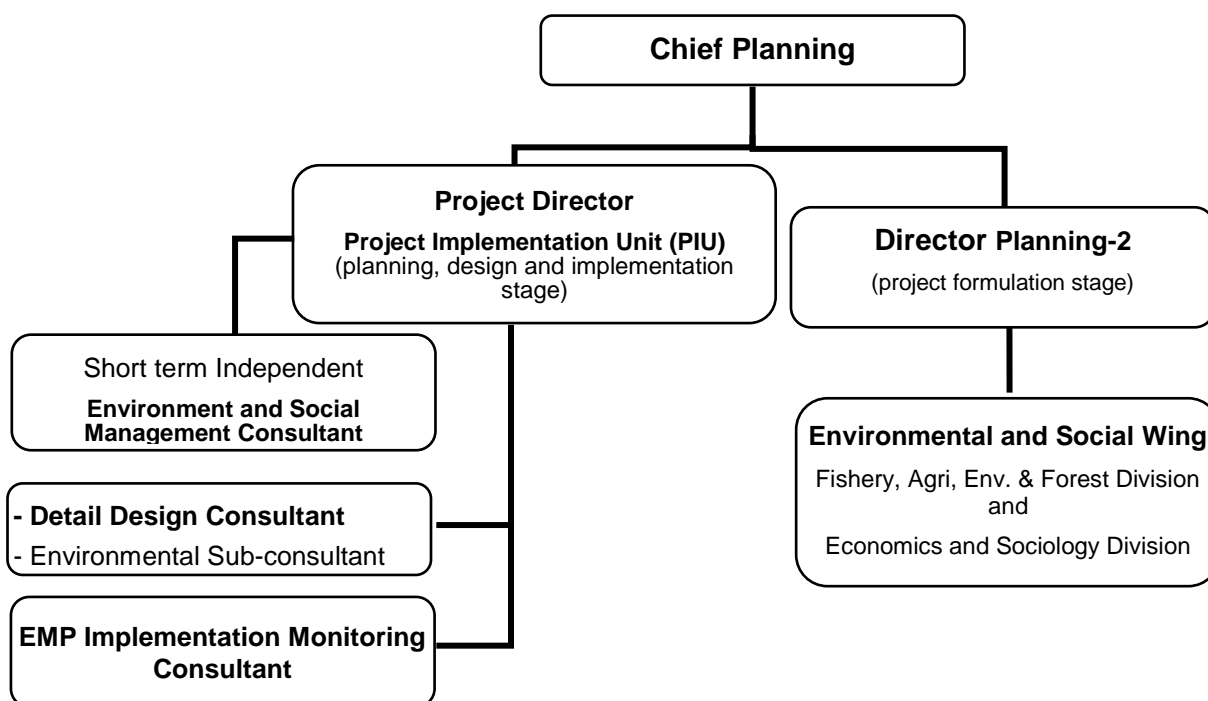 Chief Planning
Project Director
Project Implementation Unit (PIU)
(planning, design and implementation
stage)
Director Planning-2
(project formulation stage)
Short term Independent
Environment and Social
Management Consultant
Environmental and Social Wing
Fishery, Agri, Env. & Forest Division
and
Economics and Sociology Division
- Detail Design Consultant
- Environmental Sub-consultant
EMP Implementation Monitoring
Consultant